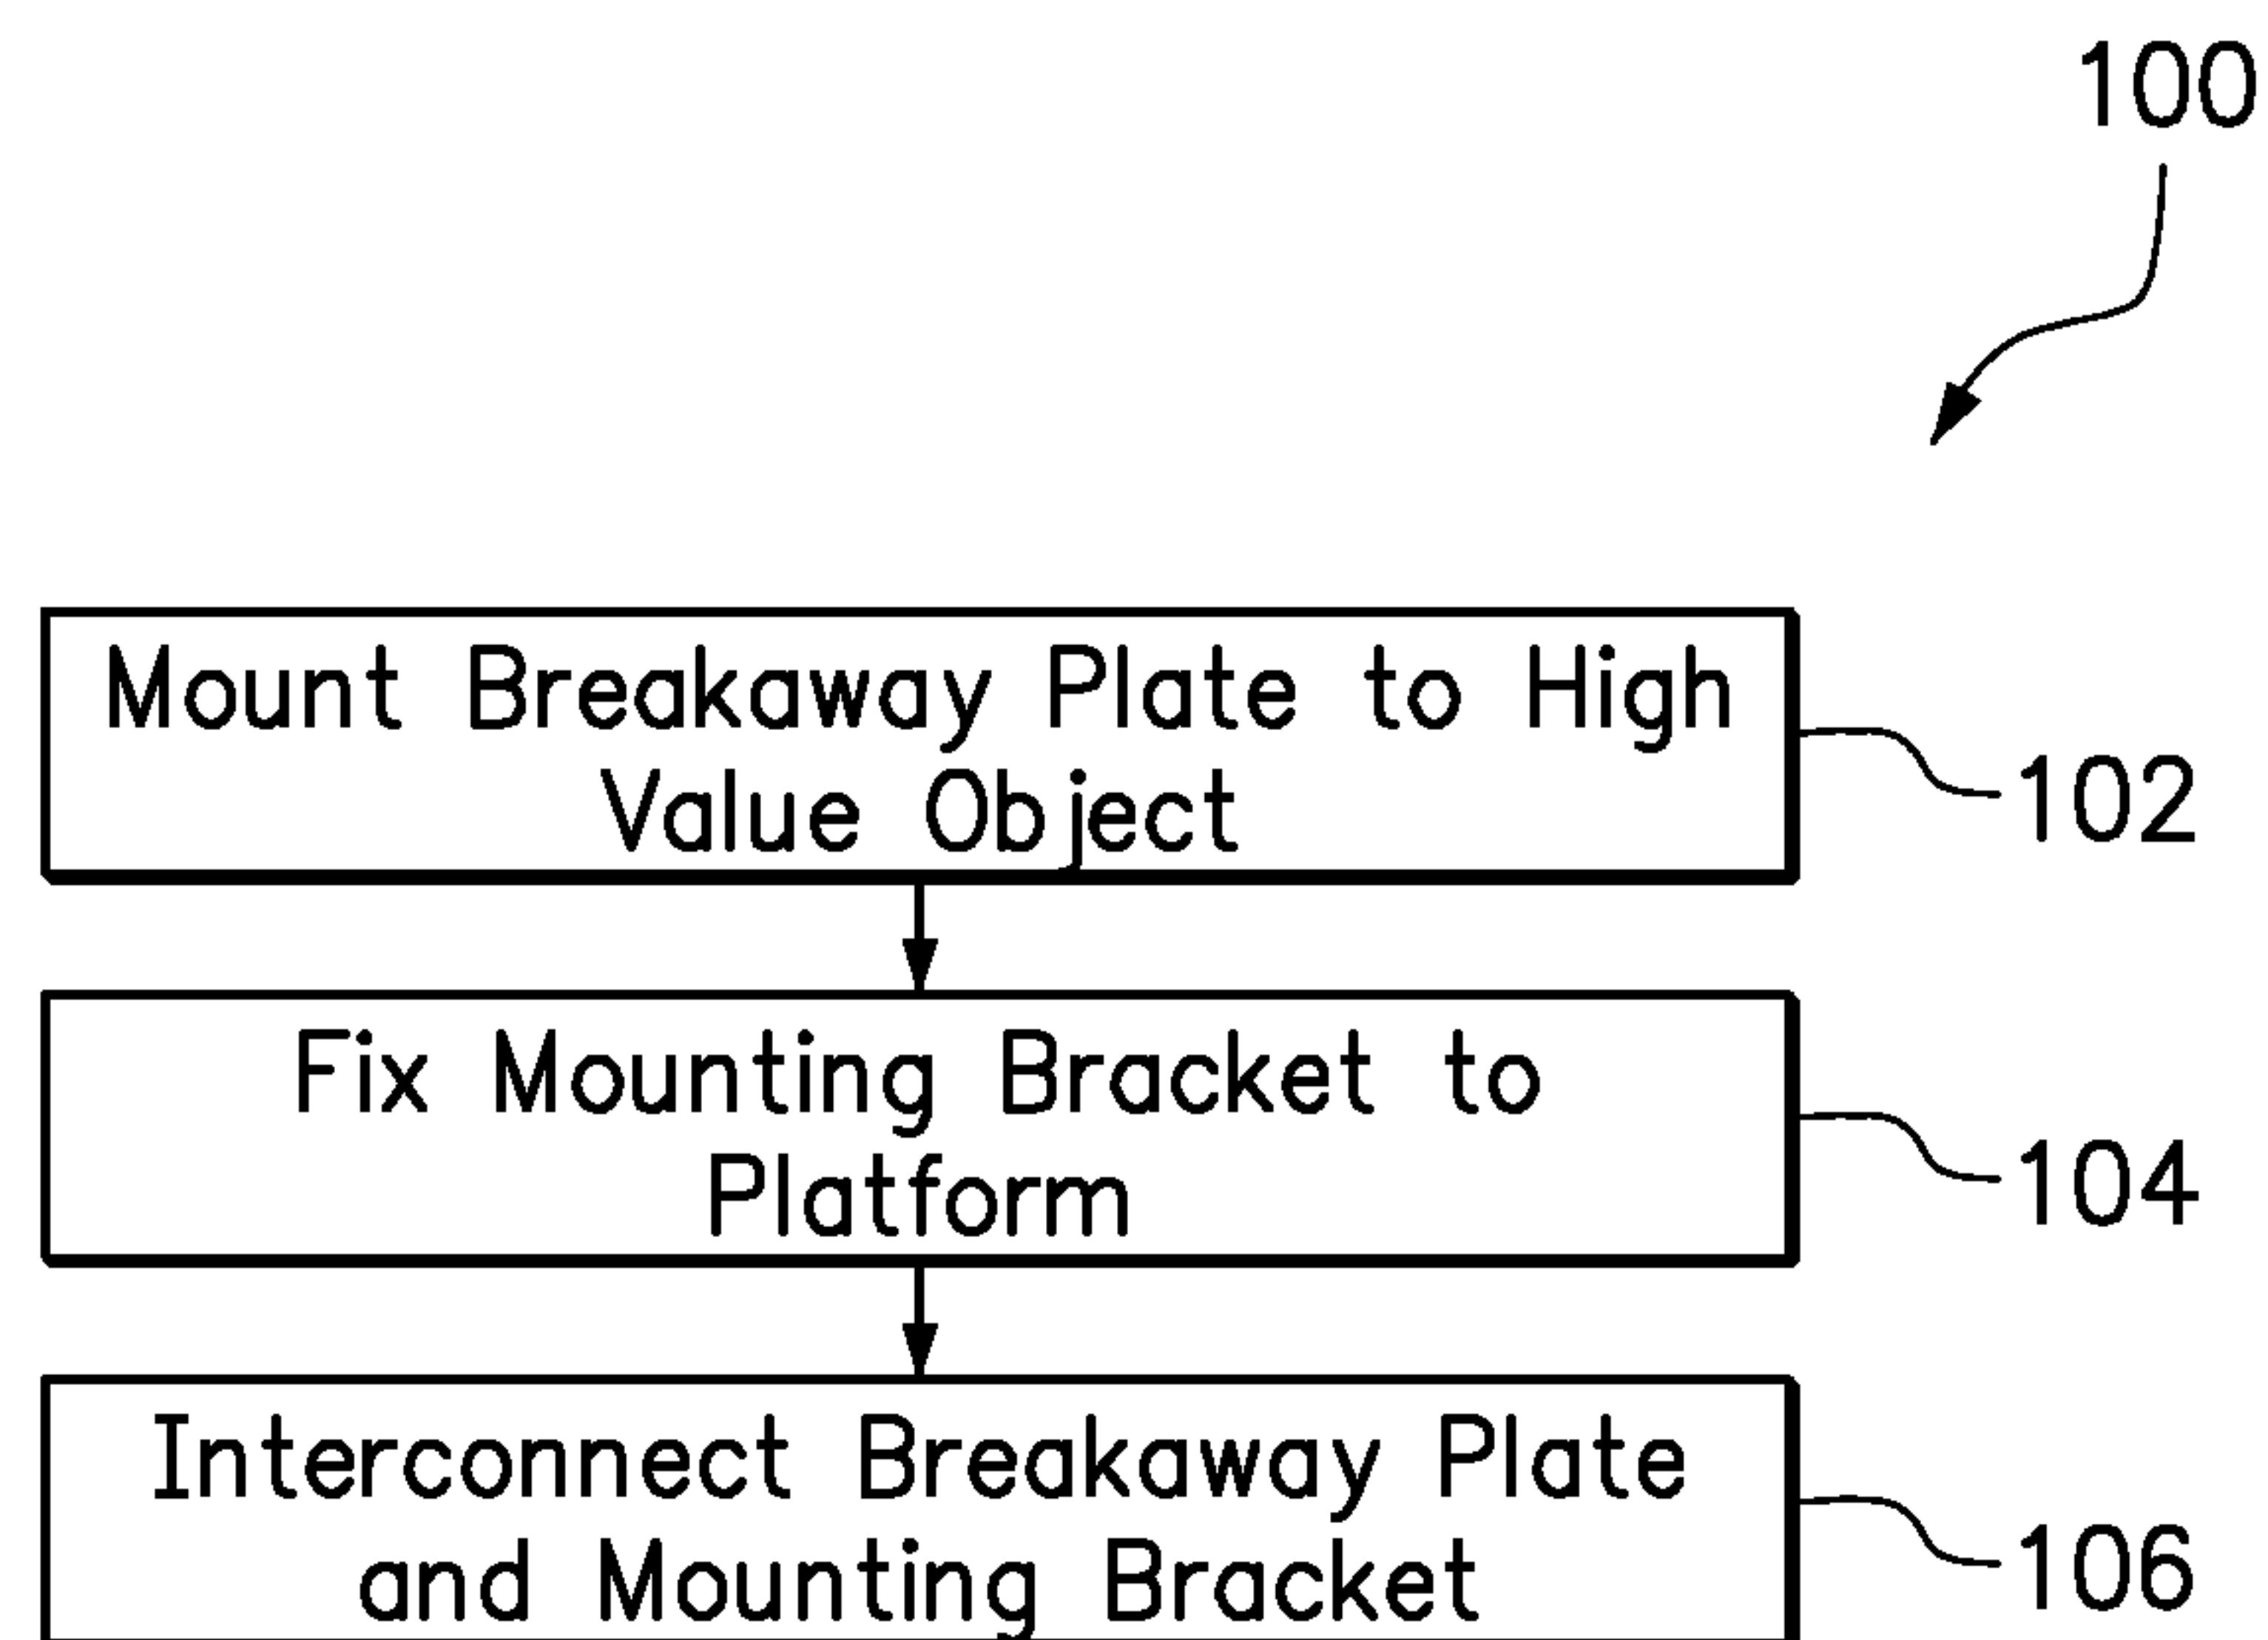 100
Mount Breakaway Plate to High
Value Object
102
Fix Mounting Bracket to
Platform
104
Interconnect Breakaway Plate
and Mounting Bracket
106